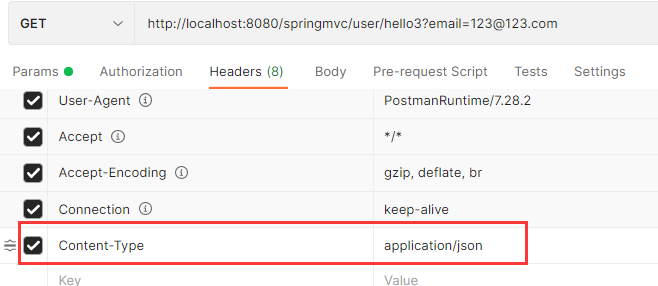 GET http://localhost:8080/springmvc/user/hello3?email=123@123.com
Params Authorization Headers (8) Body Pre-request Script Tests Settings
User-Agent PostmanRuntime/7.28.2
Accept */*
Accept-Encoding gzip, deflate, br
Connection keep-alive
Content-Type application/json
Key Value